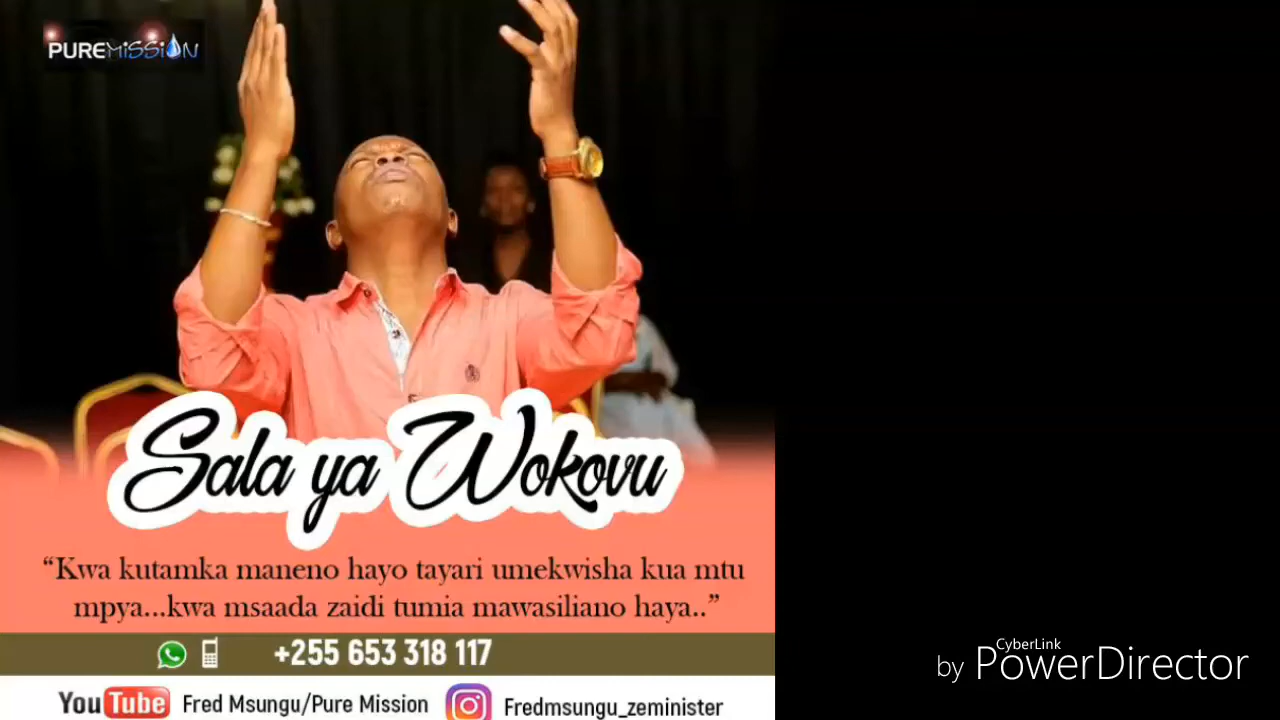 PUREMiSSiON
Sala ya Wokovu
“Kwa kutamka maneno hayo tayari umekwisha kua mtu
mpya...kwa msaada zaidi tumia mawasiliano haya..”
+255 653 318 117
YouTube Fred Msungu/Pure Mission Fredmsungu_zeminister
CyberLink
by PowerDirector